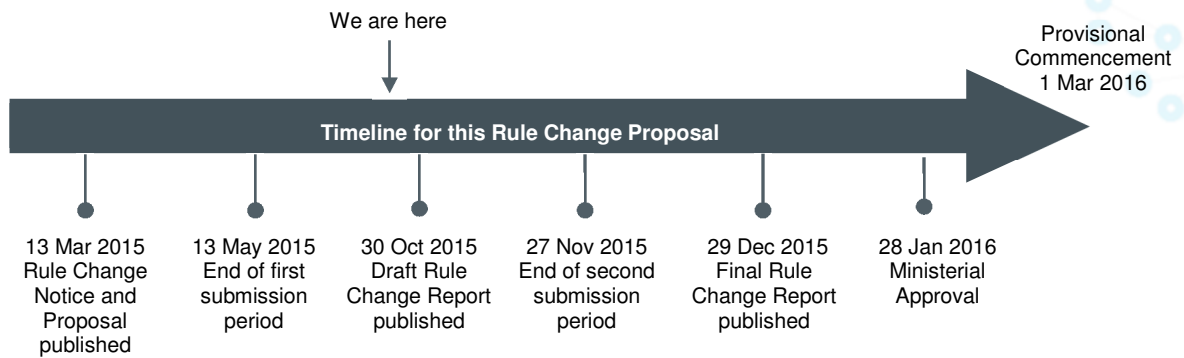 We are here
Provisional
Commencement
1 Mar 2016
Timeline for this Rule Change Proposal
13 Mar 2015
Rule Change
Notice and
Proposal
published
13 May 2015
End of first
submission
period
30 Oct 2015
Draft Rule
Change Report
published
27 Nov 2015
End of second
submission
period
29 Dec 2015
Final Rule
Change Report
published
28 Jan 2016
Ministerial
Approval